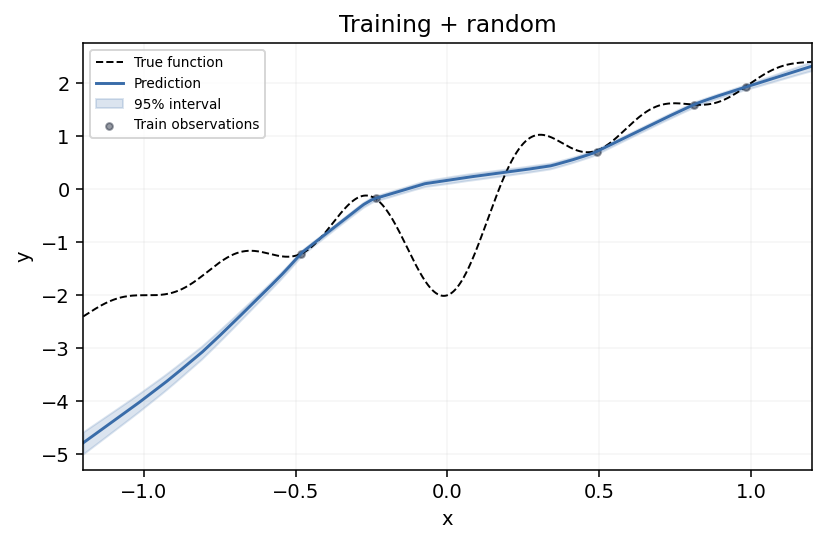 Training + random
True function
Prediction
95% interval
Train observations
y
2
1
0
−1
−2
−3
−4
−5
−1.0 −0.5 0.0 0.5 1.0
x